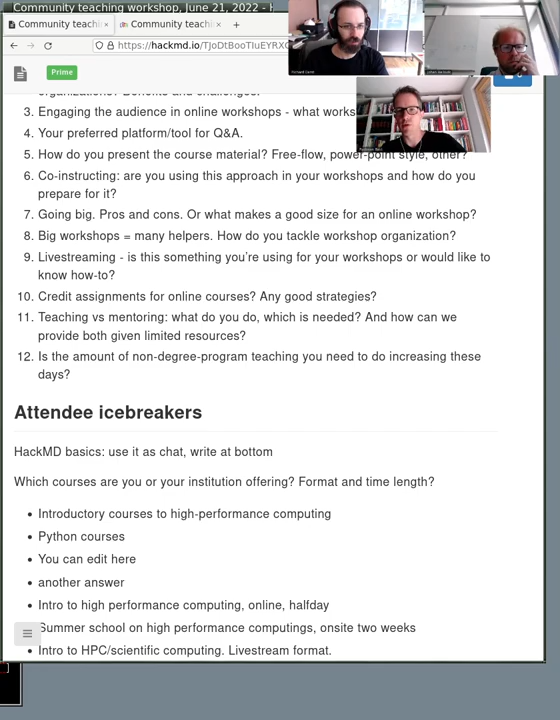 Community teaching workshop, June 21, 2022 - H
Community teachi × Community teaching ×
https://hackmd.io/TJoDtBooTIuEYRXC
Prime
organizations? Benefits and challenges.
3. Engaging the audience in online workshops - what works
4. Your preferred platform/tool for Q&A.
5. How do you present the course material? Free-flow, power-point style, other?
6. Co-instructing: are you using this approach in your workshops and how do you
prepare for it?
7. Going big. Pros and cons. Or what makes a good size for an online workshop?
8. Big workshops = many helpers. How do you tackle workshop organization?
9. Livestreaming - is this something you're using for your workshops or would like to
know how-to?
10. Credit assignments for online courses? Any good strategies?
11. Teaching vs mentoring: what do you do, which is needed? And how can we
provide both given limited resources?
12. Is the amount of non-degree-program teaching you need to do increasing these
days?
Attendee icebreakers
HackMD basics: use it as chat, write at bottom
Which courses are you or your institution offering? Format and time length?
• Introductory courses to high-performance computing
• Python courses
• You can edit here
• another answer
• Intro to high performance computing, online, halfday
Summer school on high performance computings, onsite two weeks
• Intro to HPC/scientific computing. Livestream format.